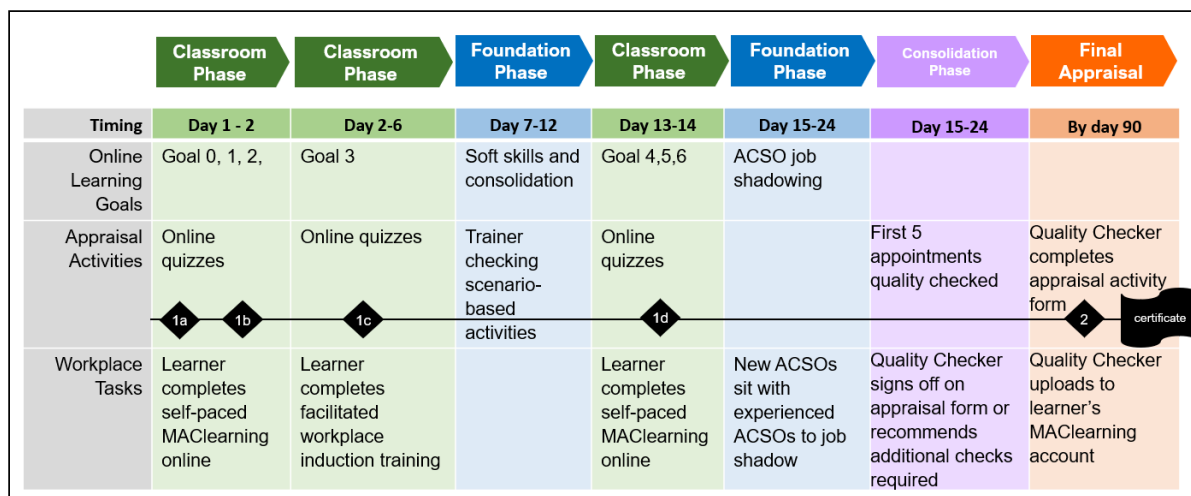 Classroom
Phase
Classroom
Phase
Foundation
Phase
Classroom
Phase
Foundation
Phase
Consolidation
Phase
Final
Appraisal
Timing
Day 1 - 2
Day 2-6
Day 7-12
Day 13-14
Day 15-24
Day 15-24
By day 90
Online
Learning
Goals
Goal 0, 1, 2,
Goal 3
Soft skills and
consolidation
Goal 4,5,6
ACSO job
shadowing
Appraisal
Activities
Online
quizzes
Online quizzes
Trainer
checking
scenario-
based
activities
Online
quizzes
First 5
appointments
quality checked
Quality Checker
completes
appraisal activity
form
1a
1b
1c
1d
2
certificate
Workplace
Tasks
Learner
completes
self-paced
MAClearning
online
Learner
completes
facilitated
workplace
induction training
Learner
completes
self-paced
MAClearning
online
New ACSOs
sit with
experienced
ACSOs to job
shadow
Quality Checker
signs off on
appraisal form or
recommends
additional checks
required
Quality Checker
uploads to
learner's
MAClearning
account